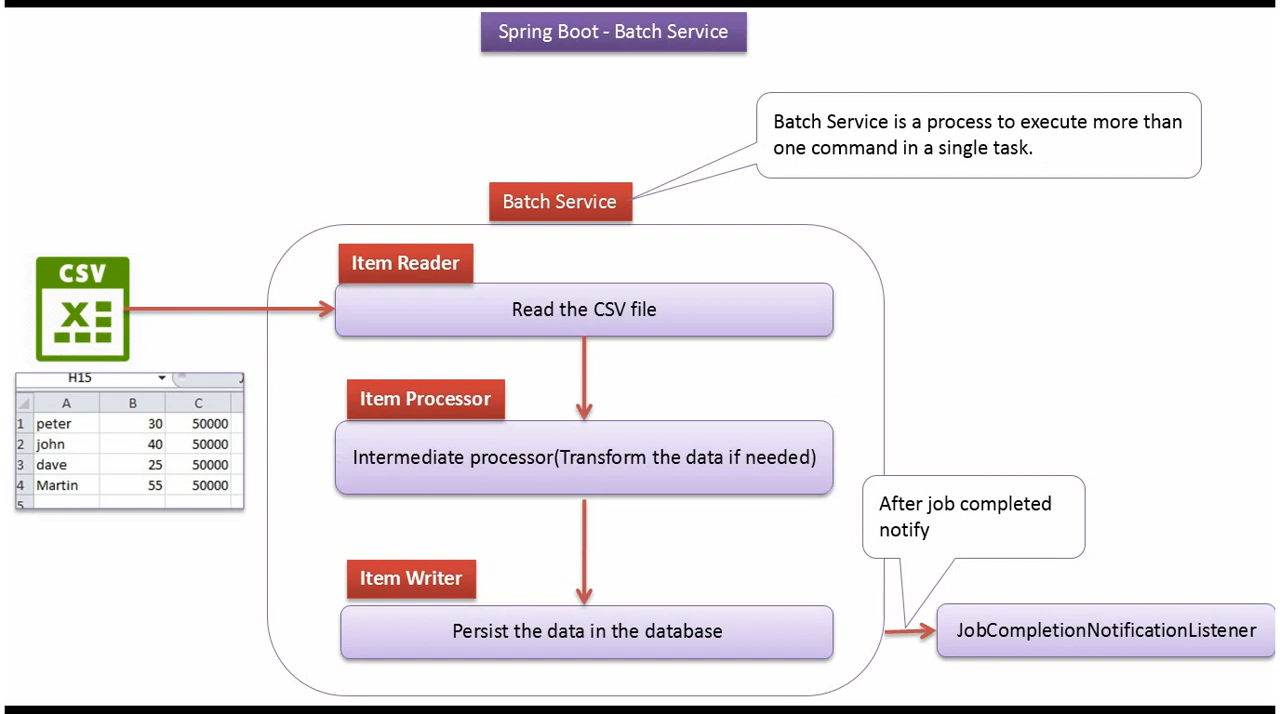 Spring Boot - Batch Service
Batch Service is a process to execute more than
one command in a single task.
Batch Service
Item Reader
CSV
X
Read the CSV file
H15
A B C
1 peter 30 50000
2 john 40 50000
3 dave 25 50000
4 Martin 55 50000
5
Item Processor
Intermediate processor(Transform the data if needed)
After job completed
notify
Item Writer
Persist the data in the database
JobCompletionNotificationListener